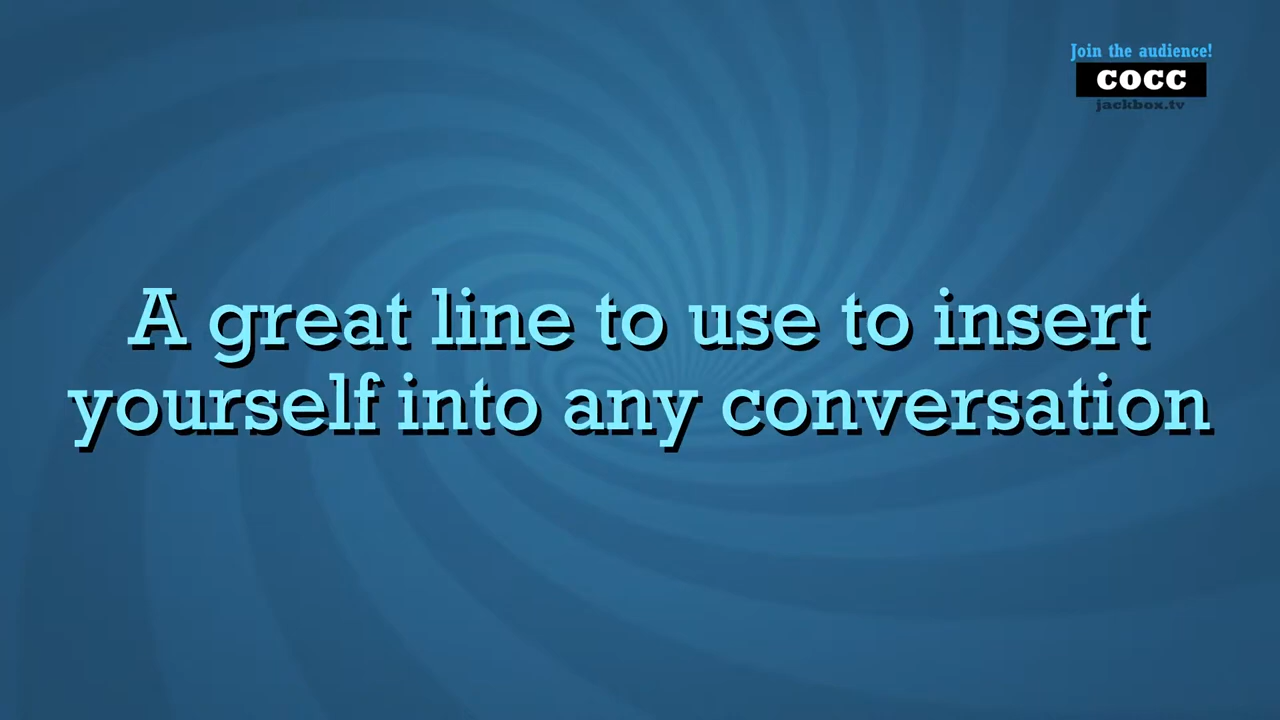 Join the audience!
COCC
jackbox.tv
A great line to use to insert
yourself into any conversation